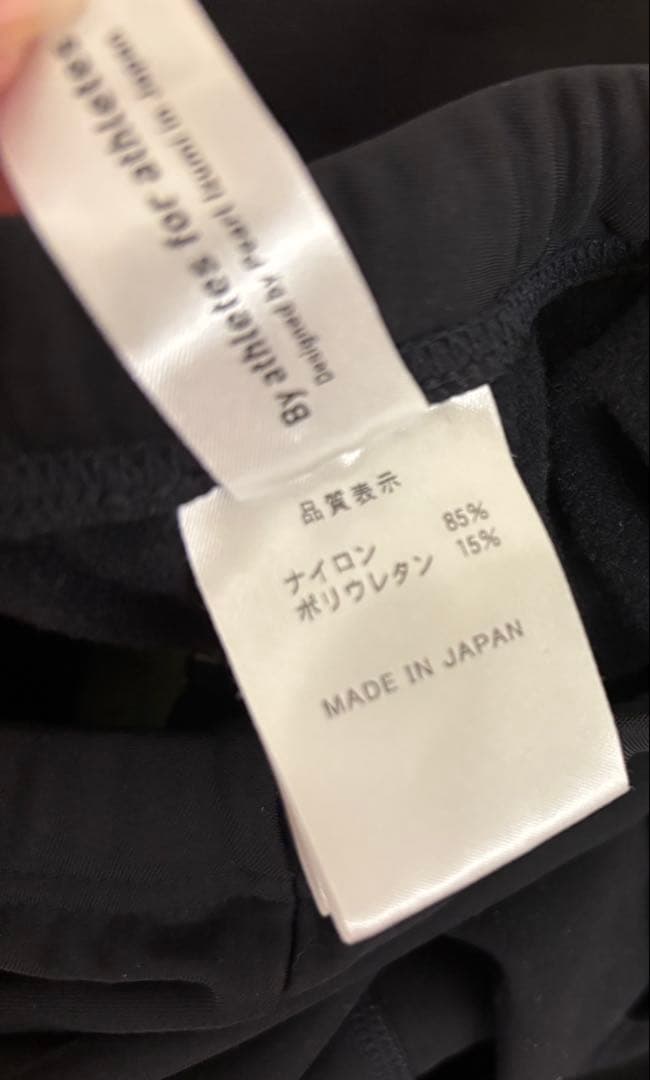 By athletes for athletes
Designed by Pearl Izumi in Japan
品質表示
ナイロン 85%
ポリウレタン 15%
MADE IN JAPAN